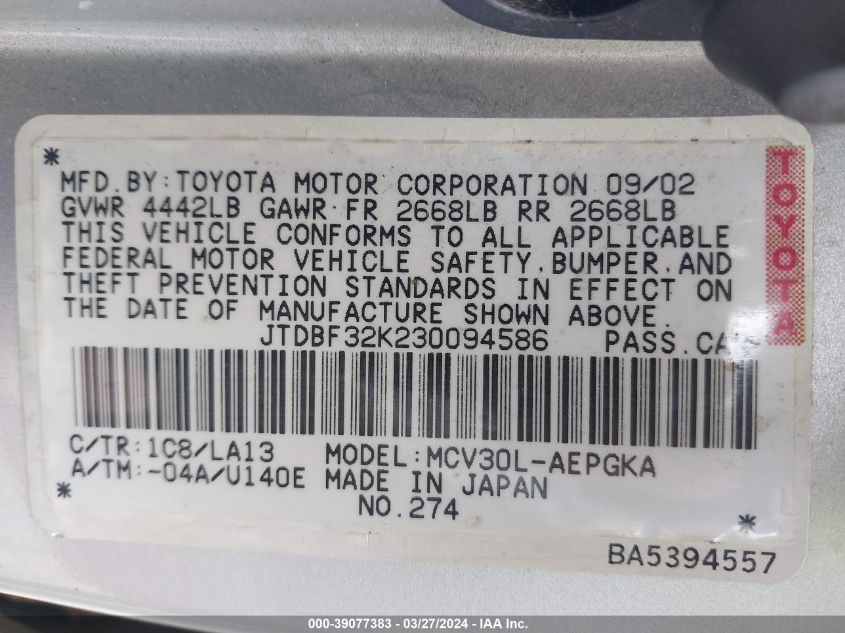 MFD. BY: TOYOTA MOTOR CORPORATION 09/02
GVWR 4442LB GAWR FR 2668LB RR 2668LB
THIS VEHICLE CONFORMS TO ALL APPLICABLE
FEDERAL MOTOR VEHICLE SAFETY, BUMPER, AND
THEFT PREVENTION STANDARDS IN EFFECT ON
THE DATE OF MANUFACTURE SHOWN ABOVE.
JTDBF32K230094586 PASS. CAR
C/TR: 1C8/LA13 MODEL: MCV30L-AEPGKA
A/TM: -04A/U140E MADE IN JAPAN
NO. 274
BA5394557
TOYOTA
000-39077383 / 03/27/2024 - IAA Inc.